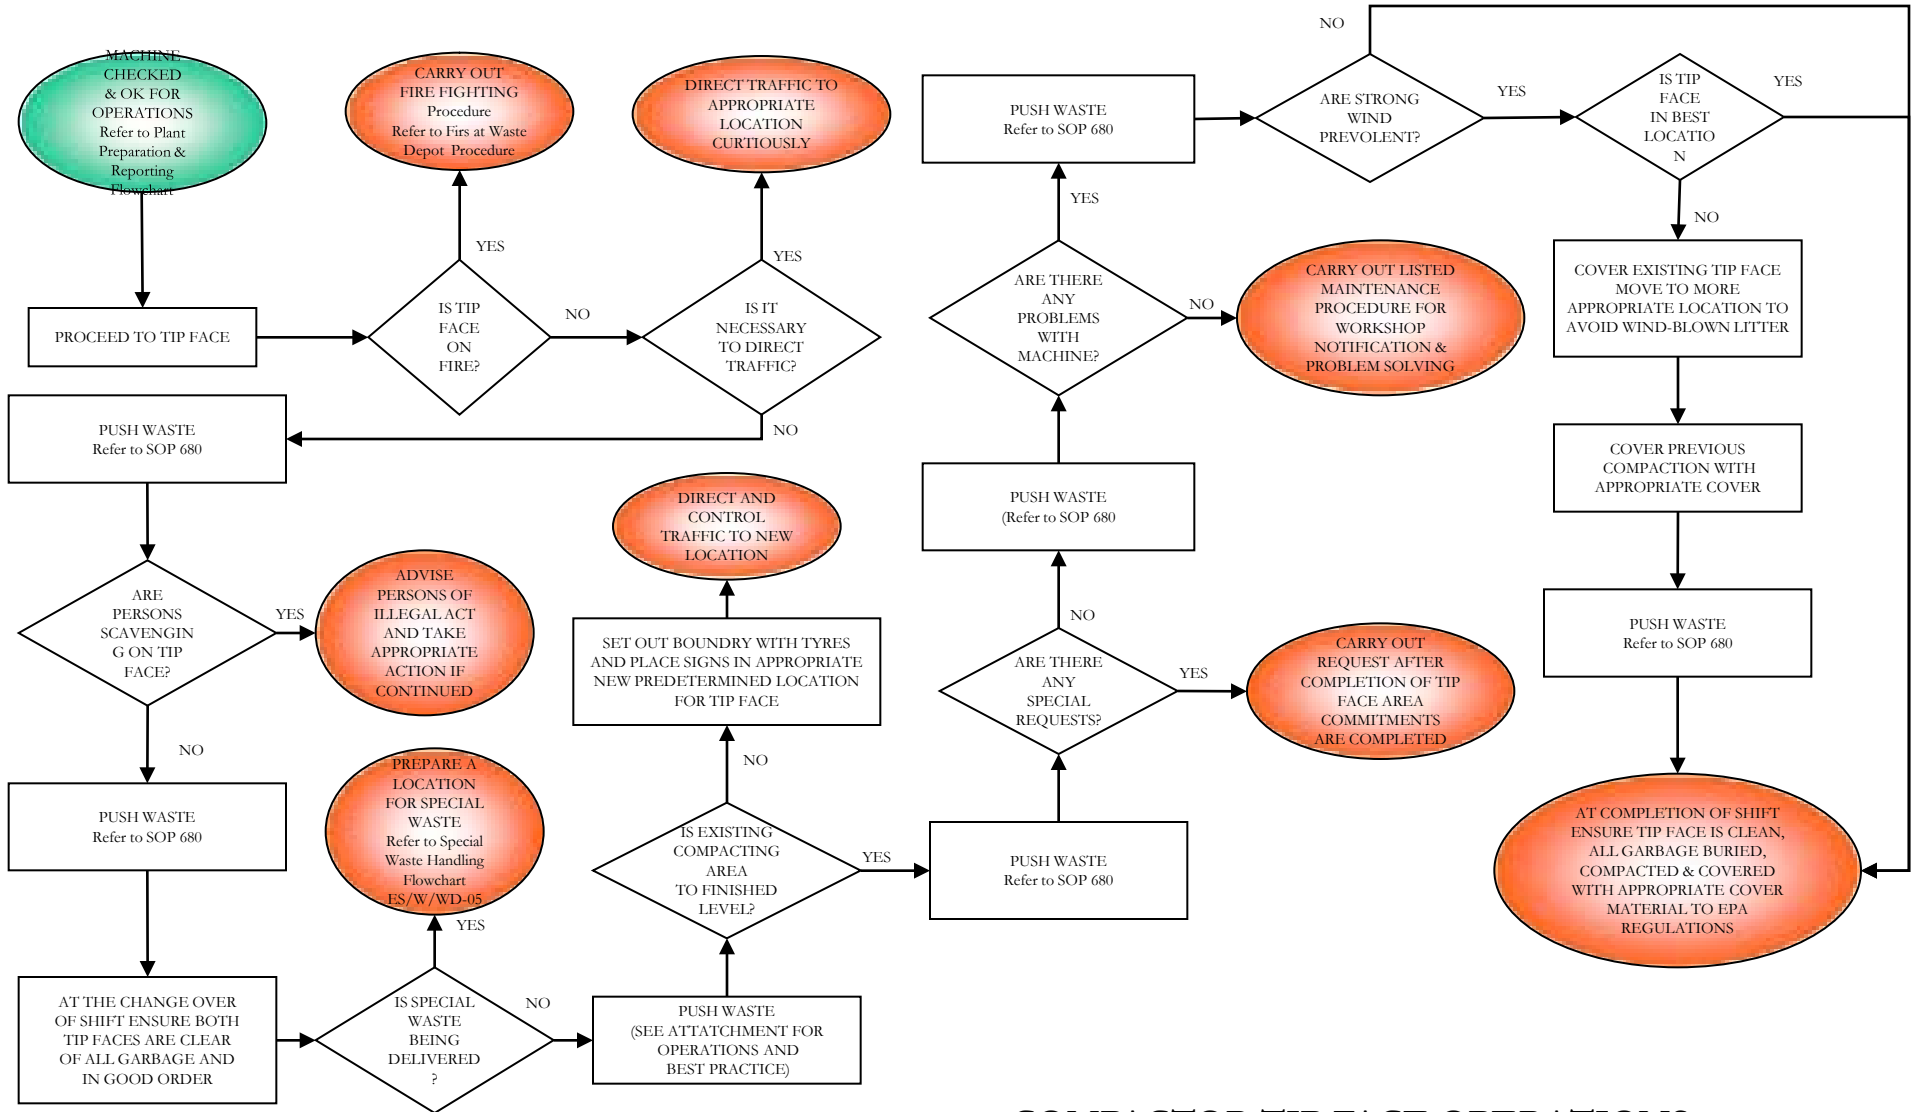 MACHINE
CHECKED
& OK FOR
OPERATIONS
Refer to Plant
Preparation &
Reporting
Flowchart
PROCEED TO TIP FACE
IS TIP
FACE
ON
FIRE?
YES
CARRY OUT
FIRE FIGHTING
Procedure
Refer to Firs at Waste
Depot Procedure
NO
IS IT
NECESSARY
TO DIRECT
TRAFFIC?
YES
DIRECT TRAFFIC TO
APPROPRIATE
LOCATION
CURTIOUSLY
NO
PUSH WASTE
Refer to SOP 680
ARE
PERSONS
SCAVENGIN
G ON TIP
FACE?
YES
ADVISE
PERSONS OF
ILLEGAL ACT
AND TAKE
APPROPRIATE
ACTION IF
CONTINUED
NO
PUSH WASTE
Refer to SOP 680
AT THE CHANGE OVER
OF SHIFT ENSURE BOTH
TIP FACES ARE CLEAR
OF ALL GARBAGE AND
IN GOOD ORDER
IS SPECIAL
WASTE
BEING
DELIVERED
?
YES
PREPARE A
LOCATION
FOR SPECIAL
WASTE
Refer to Special
Waste Handling
Flowchart
ES/W/WD-05
NO
PUSH WASTE
(SEE ATTATCHMENT FOR
OPERATIONS AND
BEST PRACTICE)
IS EXISTING
COMPACTING
AREA
TO FINISHED
LEVEL?
NO
SET OUT BOUNDRY WITH TYRES
AND PLACE SIGNS IN APPROPRIATE
NEW PREDETERMINED LOCATION
FOR TIP FACE
DIRECT AND
CONTROL
TRAFFIC TO NEW
LOCATION
YES
PUSH WASTE
Refer to SOP 680
ARE THERE
ANY
SPECIAL
REQUESTS?
YES
CARRY OUT
REQUEST AFTER
COMPLETION OF TIP
FACE AREA
COMMITMENTS
ARE COMPLETED
NO
PUSH WASTE
(Refer to SOP 680
ARE THERE
ANY
PROBLEMS
WITH
MACHINE?
NO
CARRY OUT LISTED
MAINTENANCE
PROCEDURE FOR
WORKSHOP
NOTIFICATION &
PROBLEM SOLVING
YES
PUSH WASTE
Refer to SOP 680
ARE STRONG
WIND
PREVOLENT?
NO
YES
IS TIP
FACE
IN BEST
LOCATIO
N
YES
NO
COVER EXISTING TIP FACE
MOVE TO MORE
APPROPRIATE LOCATION TO
AVOID WIND-BLOWN LITTER
COVER PREVIOUS
COMPACTION WITH
APPROPRIATE COVER
PUSH WASTE
Refer to SOP 680
AT COMPLETION OF SHIFT
ENSURE TIP FACE IS CLEAN,
ALL GARBAGE BURIED,
COMPACTED & COVERED
WITH APPROPRIATE COVER
MATERIAL TO EPA
REGULATIONS